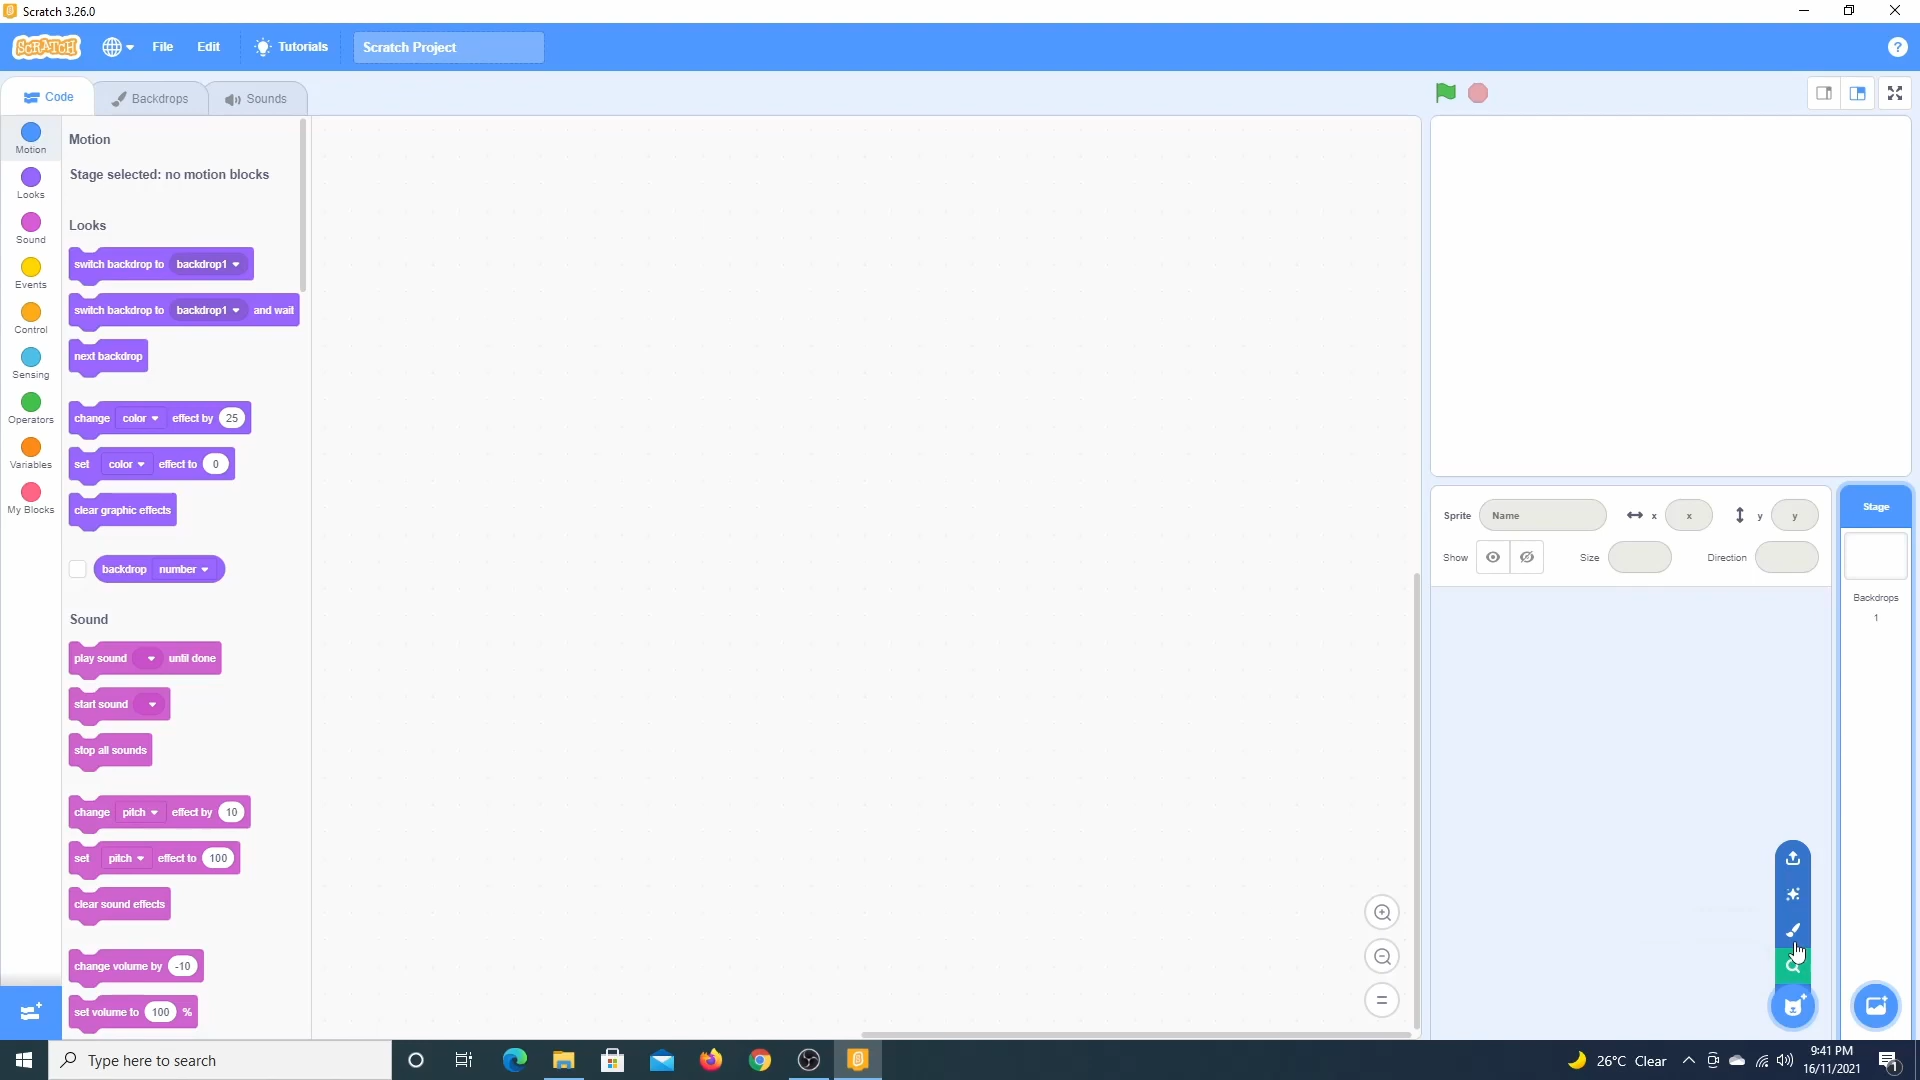 Scratch 3.26.0
SCRATCH
File
Edit
Tutorials
Scratch Project
?
Code
Backdrops
Sounds
Motion
Looks
Sound
Events
Control
Sensing
Operators
Variables
My Blocks
Motion
Stage selected: no motion blocks
Looks
switch backdrop to backdrop1
switch backdrop to backdrop1 and wait
next backdrop
change color effect by 25
set color effect to 0
clear graphic effects
backdrop number
Sound
play sound until done
start sound
stop all sounds
change pitch effect by 10
set pitch effect to 100
clear sound effects
change volume by -10
set volume to 100 %
Sprite Name x x y y
Show Size Direction
Stage
Backdrops
1
Type here to search
26°C Clear
9:41 PM
16/11/2021
1